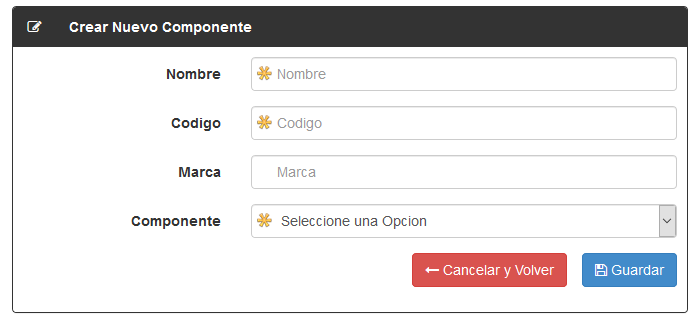 Crear Nuevo Componente
Nombre Nombre
Codigo Codigo
Marca Marca
Componente Seleccione una Opcion
Cancelar y Volver Guardar